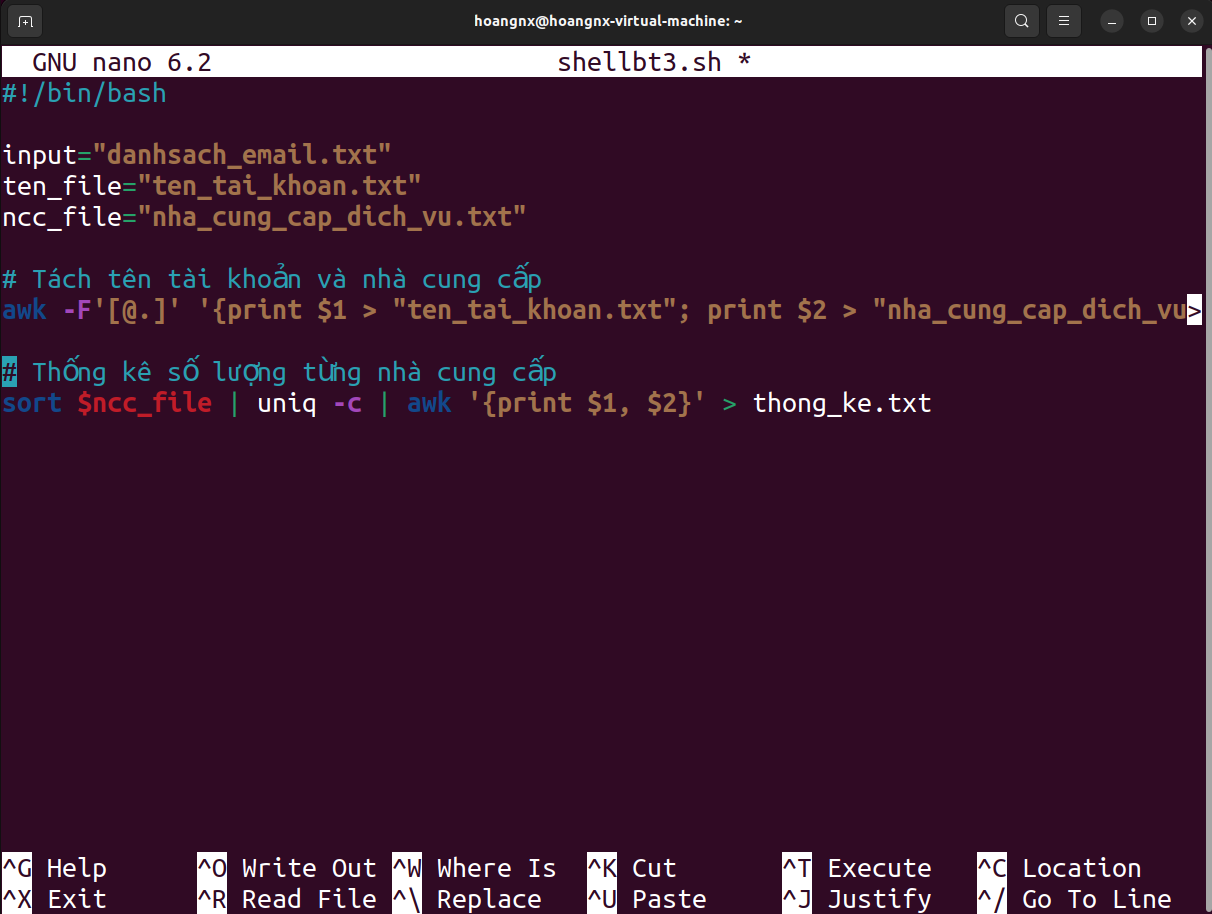 hoangnx@hoangnx-virtual-machine: ~
GNU nano 6.2 shellbt3.sh *
#!/bin/bash
input="danhsach_email.txt"
ten_file="ten_tai_khoan.txt"
ncc_file="nha_cung_cap_dich_vu.txt"
# Tách tên tài khoản và nhà cung cấp
awk -F'[@.]' '{print $1 > "ten_tai_khoan.txt"; print $2 > "nha_cung_cap_dich_vu>
# Thống kê số lượng từng nhà cung cấp
sort $ncc_file | uniq -c | awk '{print $1, $2}' > thong_ke.txt
^G Help ^O Write Out ^W Where Is ^K Cut ^T Execute ^C Location
^X Exit ^R Read File ^\ Replace ^U Paste ^J Justify ^/ Go To Line